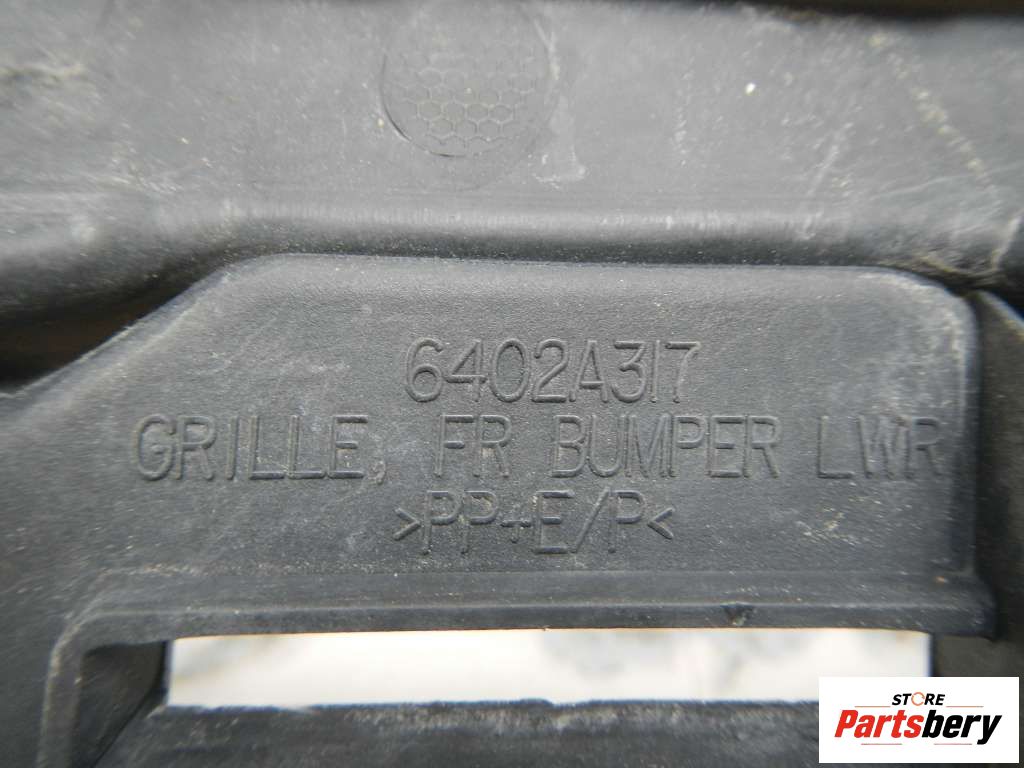 6402A317
GRILLE, FR BUMPER LWR
>PP+E/P<
STORE
Partsbery